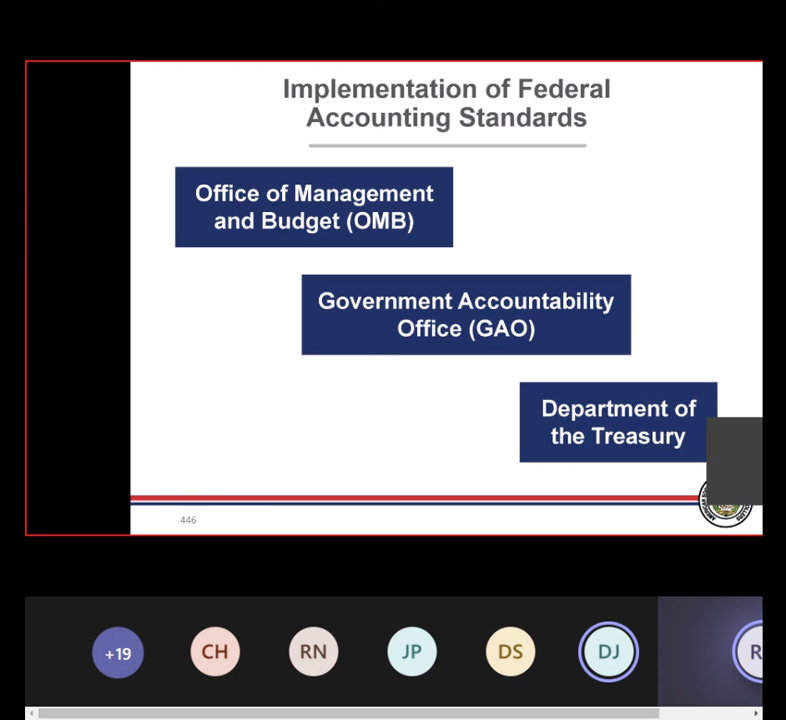 Implementation of Federal
Accounting Standards
Office of Management
and Budget (OMB)
Government Accountability
Office (GAO)
Department of
the Treasury
446
+19
CH
RN
JP
DS
DJ